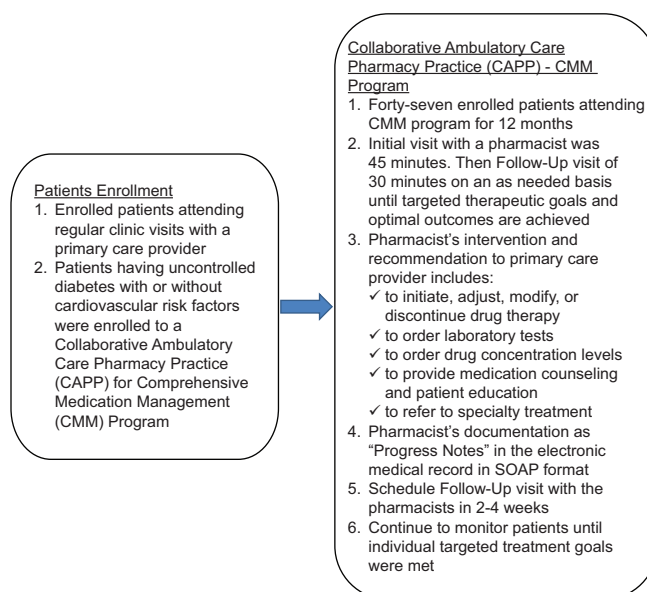 Patients Enrollment
1. Enrolled patients attending
regular clinic visits with a
primary care provider
2. Patients having uncontrolled
diabetes with or without
cardiovascular risk factors
were enrolled to a
Collaborative Ambulatory
Care Pharmacy Practice
(CAPP) for Comprehensive
Medication Management
(CMM) Program
Collaborative Ambulatory Care
Pharmacy Practice (CAPP) - CMM
Program
1. Forty-seven enrolled patients attending
CMM program for 12 months
2. Initial visit with a pharmacist was
45 minutes. Then Follow-Up visit of
30 minutes on an as needed basis
until targeted therapeutic goals and
optimal outcomes are achieved
3. Pharmacist's intervention and
recommendation to primary care
provider includes:
✓ to initiate, adjust, modify, or
discontinue drug therapy
✓ to order laboratory tests
✓ to order drug concentration levels
✓ to provide medication counseling
and patient education
✓ to refer to specialty treatment
4. Pharmacist's documentation as
“Progress Notes” in the electronic
medical record in SOAP format
5. Schedule Follow-Up visit with the
pharmacists in 2-4 weeks
6. Continue to monitor patients until
individual targeted treatment goals
were met